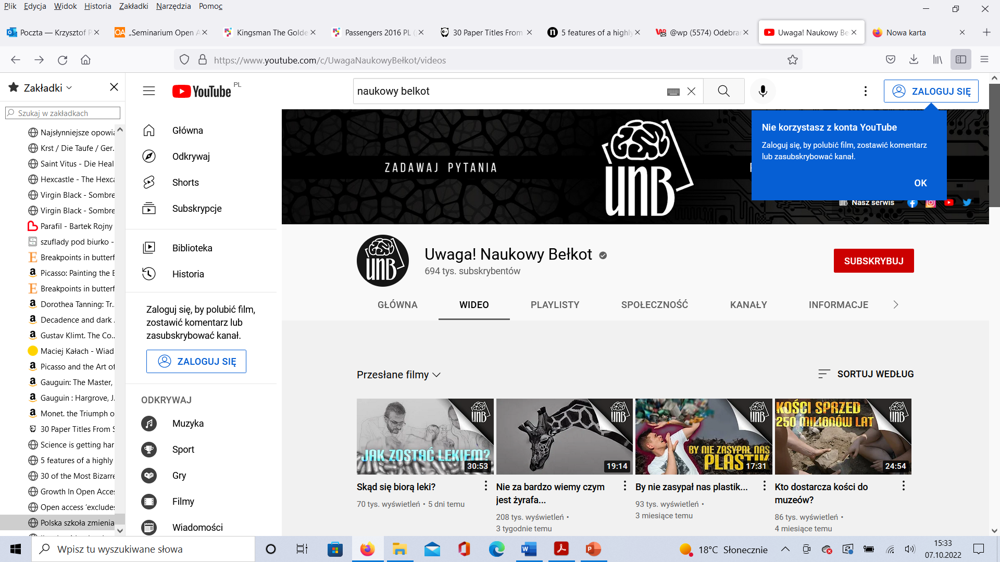 Plik Edycja Widok Historia Zakładki Narzędzia Pomoc
Poczta — Krzysztof P
„Seminarium Open A
Kingsman The Golde
Passengers 2016 PL (
30 Paper Titles From
5 features of a highly
@wp (5574) Odebran
Uwaga! Naukowy Be
Nowa karta
https://www.youtube.com/c/UwagaNaukowyBełkot/videos
Zakładki
Szukaj w zakładkach
Najsłynniejsze opowia
Krst / Die Taufe / Ger...
Saint Vitus - Die Heal
Hexcastle - The Hexca
Virgin Black - Sombre
Virgin Black - Sombre
Parafil - Bartek Rojny
szuflady pod biurko -
Breakpoints in butterf
Picasso: Painting the B
Breakpoints in butterf
Dorothea Tanning: Tr...
Decadence and dark ...
Gustav Klimt. The Co...
Maciej Kałach - Wiad
Picasso and the Art of
Gauguin: The Master,
Gauguin : Hargrove, J.
Monet. the Triumph o
30 Paper Titles From S
Science is getting har
5 features of a highly
30 of the Most Bizarre
Growth In Open Acces
Open access ‘excludes
Polska szkoła zmienia
YouTube PL
naukowy belkot
ZALOGUJ SIĘ
Główna
Odkrywaj
Shorts
Subskrypcje
Biblioteka
Historia
Zaloguj się, by polubić film,
zostawić komentarz lub
zasubskrybować kanał.
ZALOGUJ SIĘ
ODKRYWAJ
Muzyka
Sport
Gry
Filmy
Wiadomości
ZADAWAJ PYTANIA
UNB
Nie korzystasz z konta YouTube
Zaloguj się, by polubić film, zostawić komentarz
lub zasubskrybować kanał.
OK
Nasz serwis
UNB
Uwaga! Naukowy Bełkot
694 tys. subskrybentów
SUBSKRYBUJ
GŁÓWNA WIDEO PLAYLISTY SPOŁECZNOŚĆ KANAŁY INFORMACJE
Przesłane filmy
SORTUJ WEDŁUG
UNB
JAK ZOSTAĆ LEKIEM?
30:53
Skąd się biorą leki?
70 tys. wyświetleń • 5 dni temu
UNB
19:14
Nie za bardzo wiemy czym
jest żyrafa...
208 tys. wyświetleń •
3 tygodnie temu
UNB
BY NIE ZASYPAŁ NAS
PLASTIK
17:31
By nie zasypał nas plastik...
93 tys. wyświetleń •
3 miesiące temu
KOŚCI SPRZED
250 MILIONÓW LAT
UNB
24:54
Kto dostarcza kości do
muzeów?
86 tys. wyświetleń •
4 miesiące temu
Wpisz tu wyszukiwane słowa
18°C Słonecznie
15:33
07.10.2022